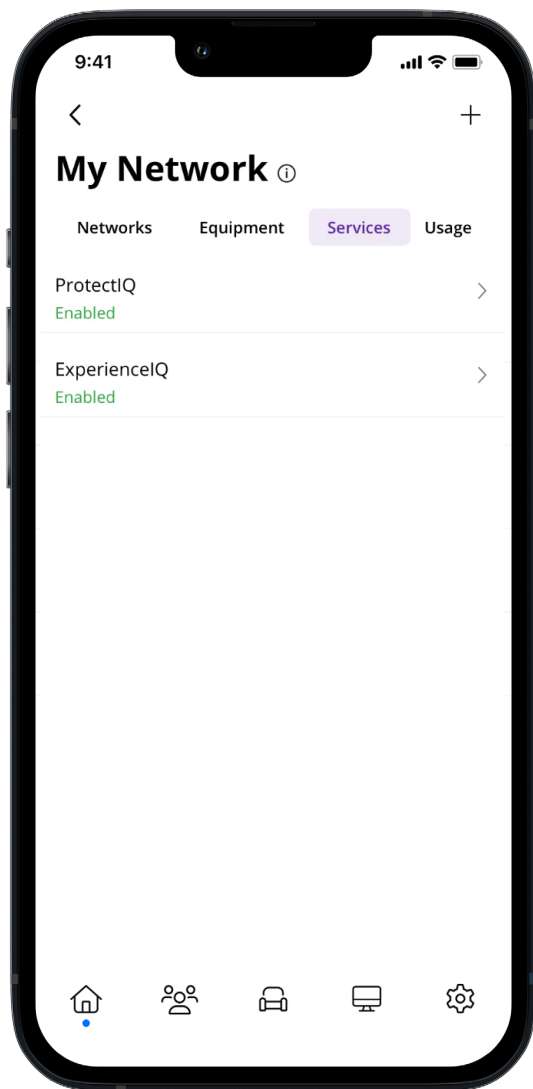 9:41
My Network
Networks Equipment Services Usage
ProtectIQ
Enabled
ExperienceIQ
Enabled